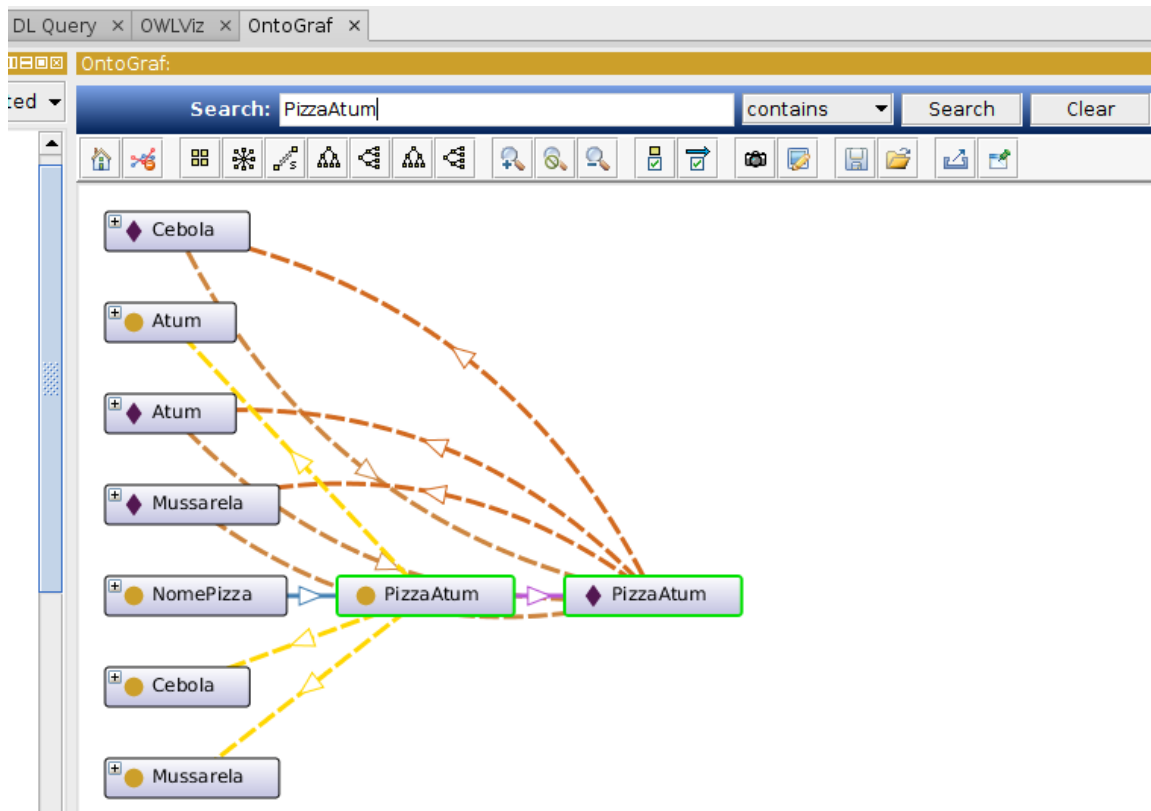 DL Query × OWLViz × OntoGraf ×
OntoGraf:
ted
Search: PizzaAtum contains Search Clear
Cebola
Atum
Atum
Mussarela
NomePizza PizzaAtum PizzaAtum
Cebola
Mussarela